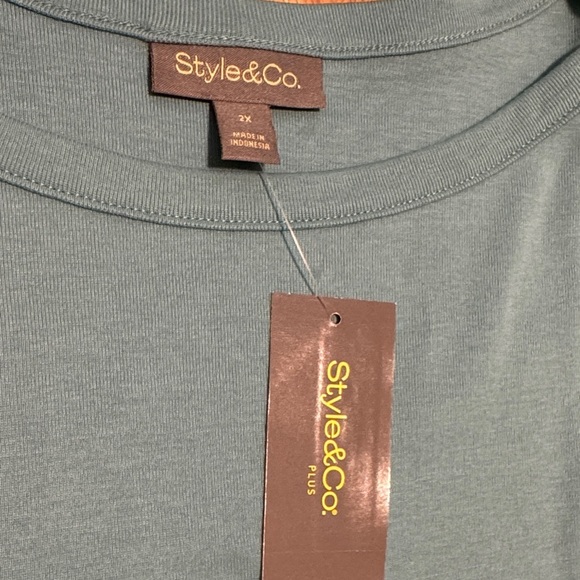 Style&Co.
2X
MADE IN
INDONESIA
Style&Co.
PLUS